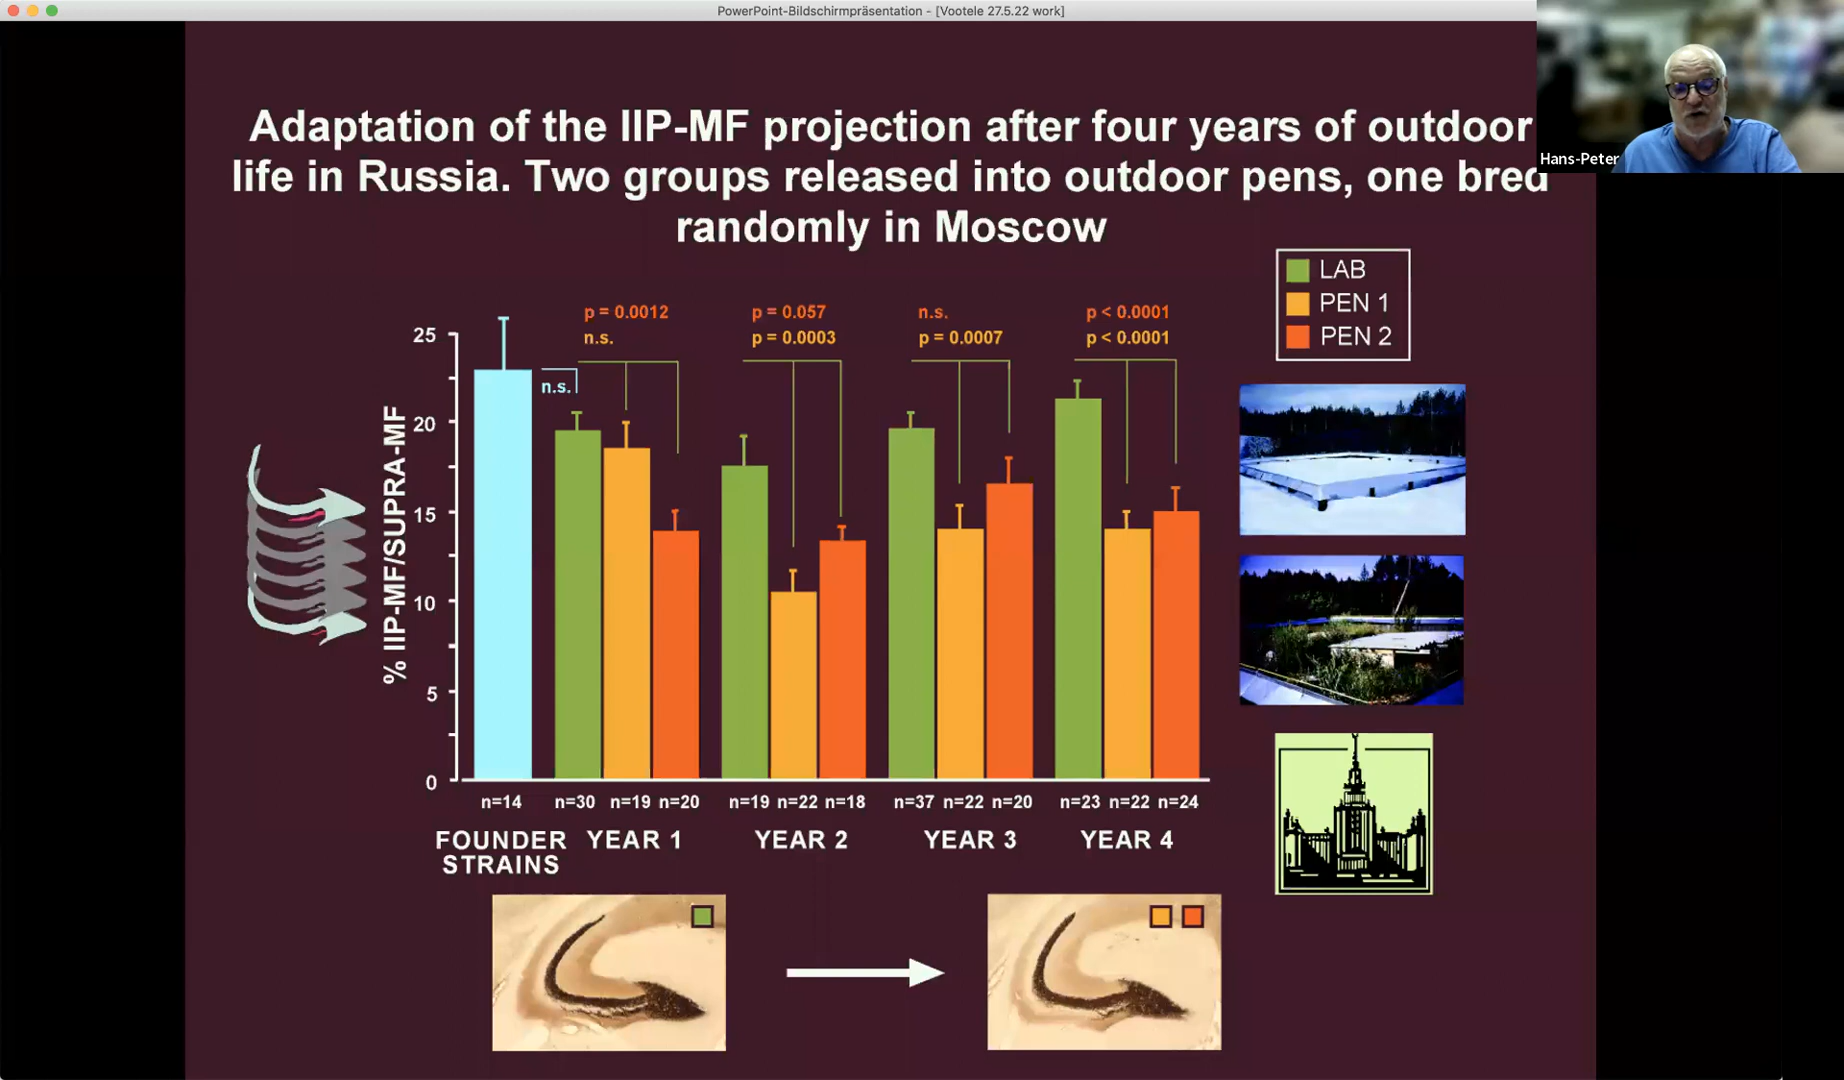 PowerPoint-Bildschirmpräsentation - [Vootele 27.5.22 work]
Adaptation of the IIP-MF projection after four years of outdoor
life in Russia. Two groups released into outdoor pens, one bred
randomly in Moscow
Hans-Peter
LAB
PEN 1
PEN 2
p = 0.0012
n.s.
p = 0.057
p = 0.0003
n.s.
p = 0.0007
p < 0.0001
p < 0.0001
n.s.
% IIP-MF/SUPRA-MF
25
20
15
10
5
0
n=14
n=30 n=19 n=20
n=19 n=22 n=18
n=37 n=22 n=20
n=23 n=22 n=24
FOUNDER
STRAINS
YEAR 1
YEAR 2
YEAR 3
YEAR 4